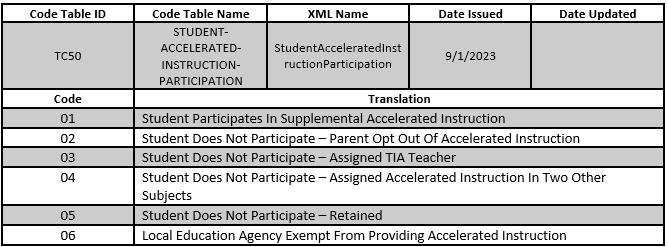 Code Table ID Code Table Name XML Name Date Issued Date Updated
TC50 STUDENT-
ACCELERATED-
INSTRUCTION-
PARTICIPATION StudentAcceleratedInst
ructionParticipation 9/1/2023
Code Translation
01 Student Participates In Supplemental Accelerated Instruction
02 Student Does Not Participate – Parent Opt Out Of Accelerated Instruction
03 Student Does Not Participate – Assigned TIA Teacher
04 Student Does Not Participate – Assigned Accelerated Instruction In Two Other
Subjects
05 Student Does Not Participate – Retained
06 Local Education Agency Exempt From Providing Accelerated Instruction